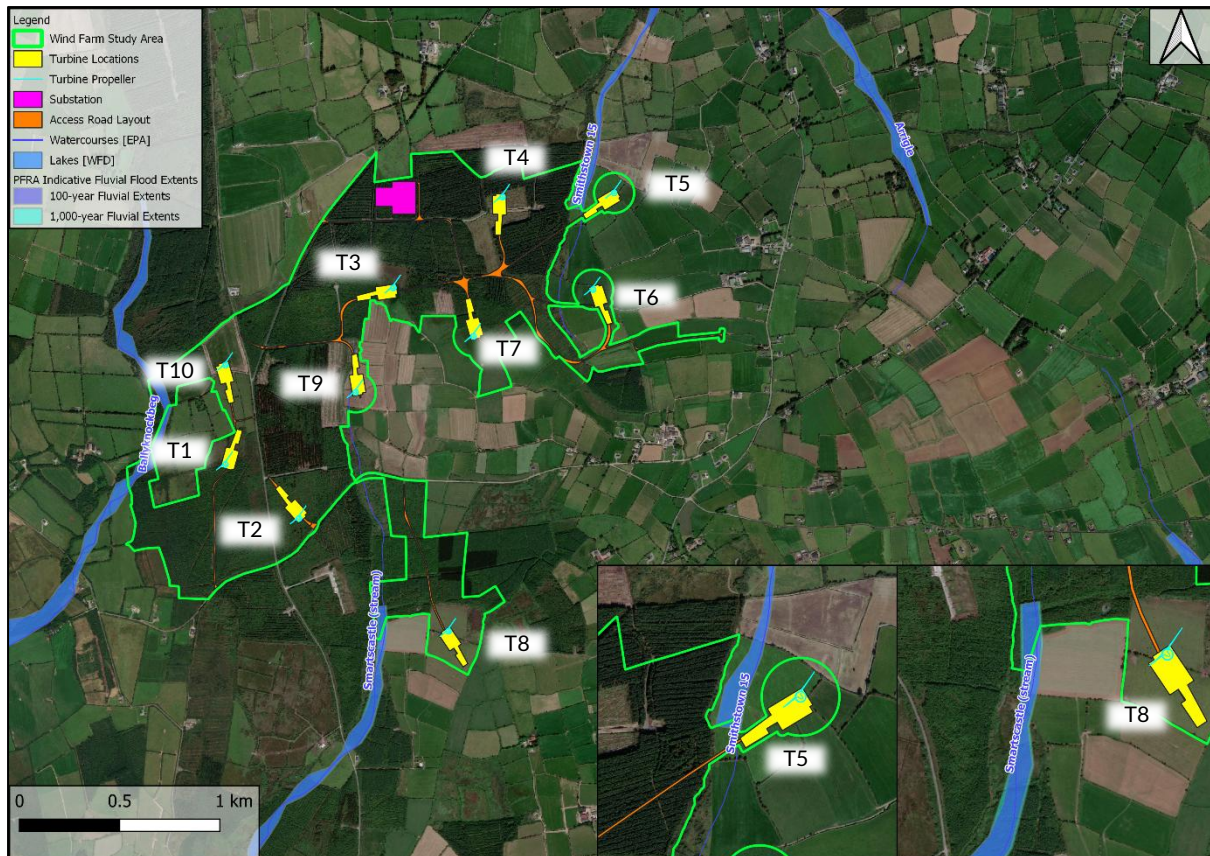 Legend
Wind Farm Study Area
Turbine Locations
Turbine Propeller
Substation
Access Road Layout
Watercourses [EPA]
Lakes [WFD]
PFRA Indicative Fluvial Flood Extents
100-year Fluvial Extents
1,000-year Fluvial Extents
Smithstown 15
Arrigle
T4
T5
T3
T6
T7
T10
T9
Ballyknockbeg
T1
T2
Smartscastle (stream)
T8
0 0.5 1 km
Smithstown 15
T5
Smartscastle (stream)
T8